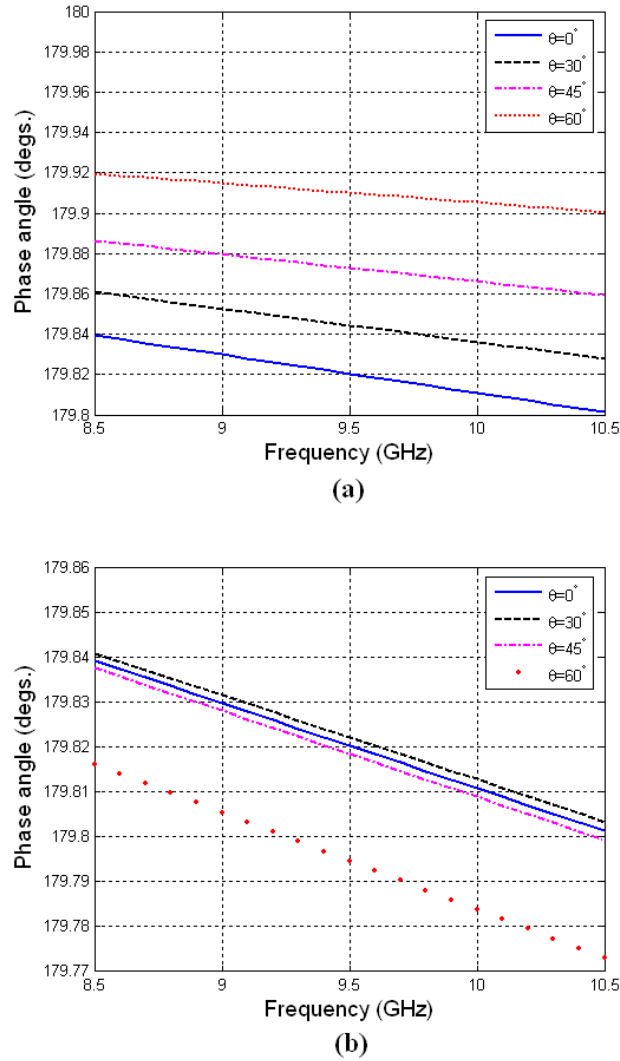 180
179.98
179.96
179.94
179.92
179.9
179.88
179.86
179.84
179.82
179.8
Phase angle (degs.)
θ=0°
θ=30°
θ=45°
θ=60°
8.5 9 9.5 10 10.5
Frequency (GHz)
(a)
179.86
179.85
179.84
179.83
179.82
179.81
179.8
179.79
179.78
179.77
Phase angle (degs.)
θ=0°
θ=30°
θ=45°
θ=60°
8.5 9 9.5 10 10.5
Frequency (GHz)
(b)